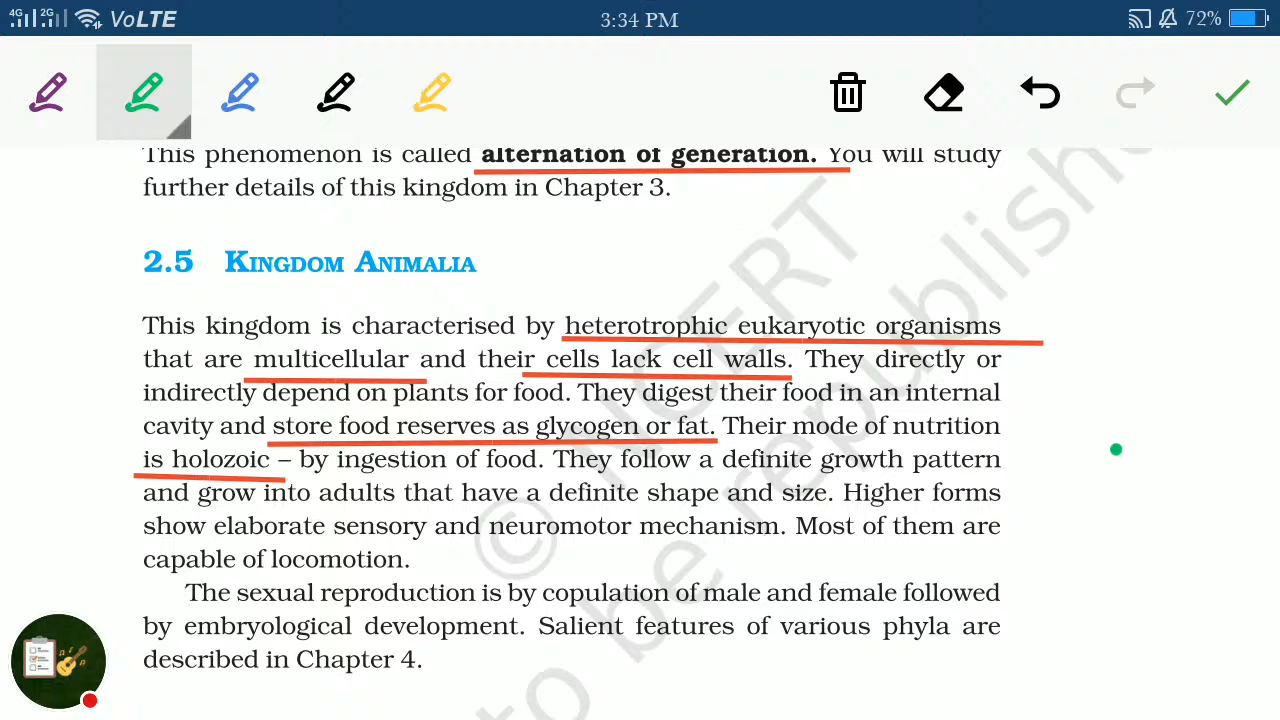 4G 2G VoLTE 3:34 PM 72%
This phenomenon is called alternation of generation. You will study
further details of this kingdom in Chapter 3.
2.5 Kingdom Animalia
This kingdom is characterised by heterotrophic eukaryotic organisms
that are multicellular and their cells lack cell walls. They directly or
indirectly depend on plants for food. They digest their food in an internal
cavity and store food reserves as glycogen or fat. Their mode of nutrition
is holozoic – by ingestion of food. They follow a definite growth pattern
and grow into adults that have a definite shape and size. Higher forms
show elaborate sensory and neuromotor mechanism. Most of them are
capable of locomotion.
The sexual reproduction is by copulation of male and female followed
by embryological development. Salient features of various phyla are
described in Chapter 4.
© NCERT
to be republishe